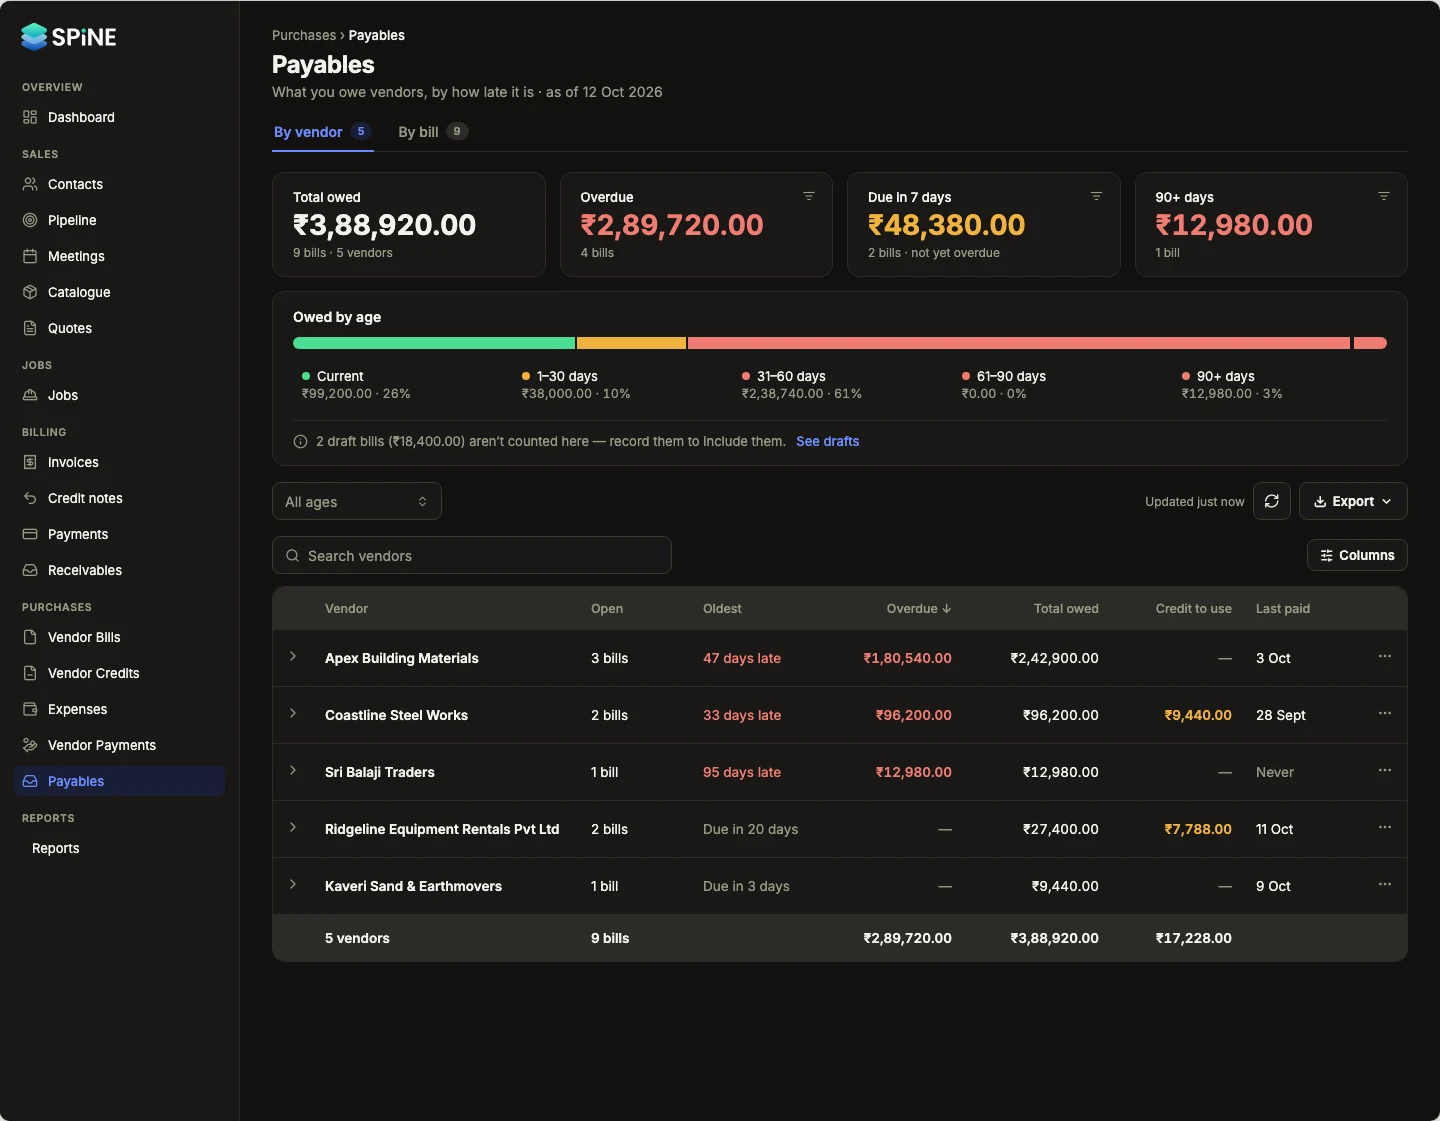 SPiNE
OVERVIEW
Dashboard
SALES
Contacts
Pipeline
Meetings
Catalogue
Quotes
JOBS
Jobs
BILLING
Invoices
Credit notes
Payments
Receivables
PURCHASES
Vendor Bills
Vendor Credits
Expenses
Vendor Payments
Payables
REPORTS
Reports
Purchases › Payables
Payables
What you owe vendors, by how late it is · as of 12 Oct 2026
By vendor 5 By bill 9
Total owed
₹3,88,920.00
9 bills · 5 vendors
Overdue
₹2,89,720.00
4 bills
Due in 7 days
₹48,380.00
2 bills · not yet overdue
90+ days
₹12,980.00
1 bill
Owed by age
Current
₹99,200.00 · 26%
1–30 days
₹38,000.00 · 10%
31–60 days
₹2,38,740.00 · 61%
61–90 days
₹0.00 · 0%
90+ days
₹12,980.00 · 3%
2 draft bills (₹18,400.00) aren't counted here — record them to include them. See drafts
All ages
Updated just now
Export
Search vendors
Columns
Vendor Open Oldest Overdue ↓ Total owed Credit to use Last paid
Apex Building Materials 3 bills 47 days late ₹1,80,540.00 ₹2,42,900.00 — 3 Oct ···
Coastline Steel Works 2 bills 33 days late ₹96,200.00 ₹96,200.00 ₹9,440.00 28 Sept ···
Sri Balaji Traders 1 bill 95 days late ₹12,980.00 ₹12,980.00 — Never ···
Ridgeline Equipment Rentals Pvt Ltd 2 bills Due in 20 days — ₹27,400.00 ₹7,788.00 11 Oct ···
Kaveri Sand & Earthmovers 1 bill Due in 3 days — ₹9,440.00 — 9 Oct ···
5 vendors 9 bills ₹2,89,720.00 ₹3,88,920.00 ₹17,228.00